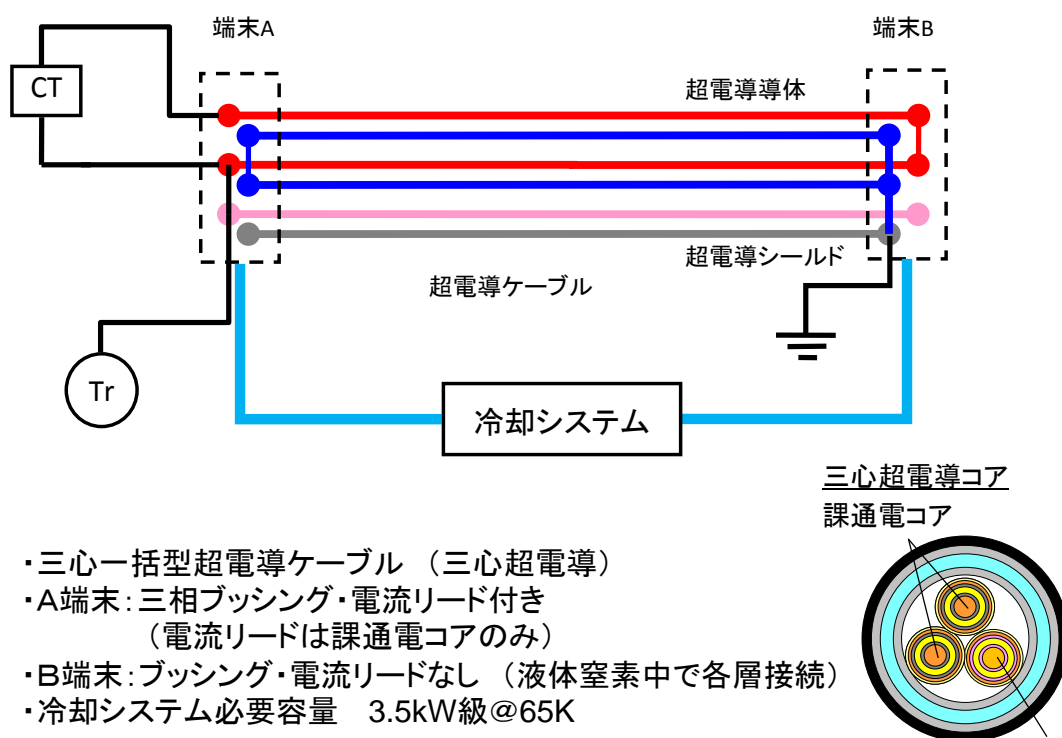 端末A
端末B
CT
超電導導体
超電導シールド
超電導ケーブル
Tr
冷却システム
三心超電導コア
課通電コア
・三心一括型超電導ケーブル （三心超電導）
・A端末：三相ブッシング・電流リード付き
（電流リードは課通電コアのみ）
・B端末：ブッシング・電流リードなし （液体窒素中で各層接続）
・冷却システム必要容量　3.5kW級@65K